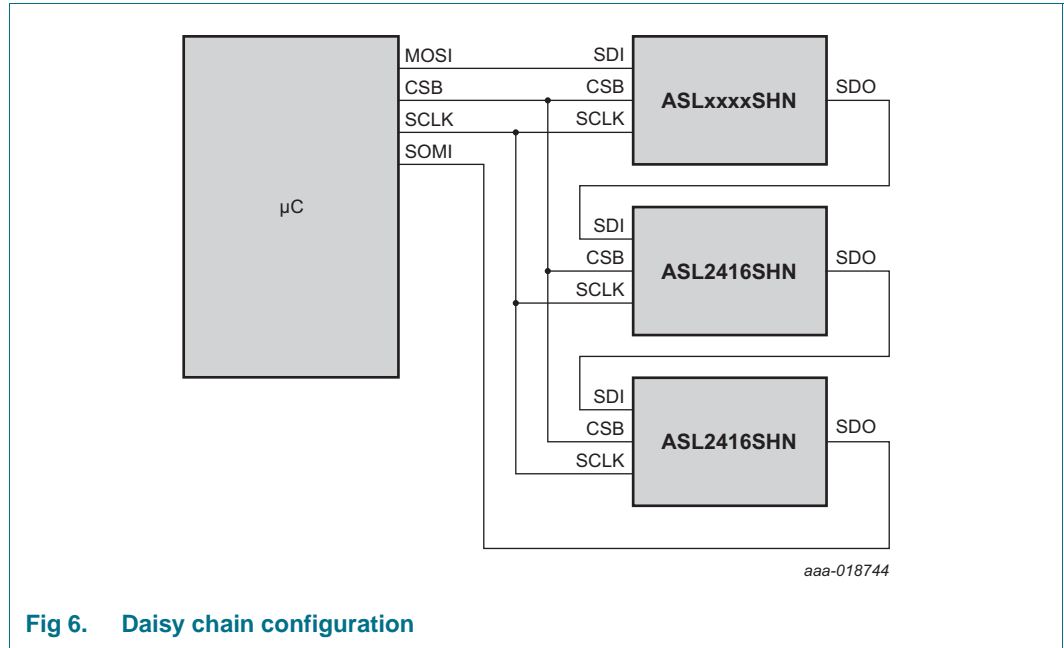 MOSI
CSB
SCLK
SOMI
µC
SDI
CSB
SCLK
ASLxxxxSHN
SDO
SDI
CSB
SCLK
ASL2416SHN
SDO
SDI
CSB
SCLK
ASL2416SHN
SDO
aaa-018744
Fig 6. Daisy chain configuration